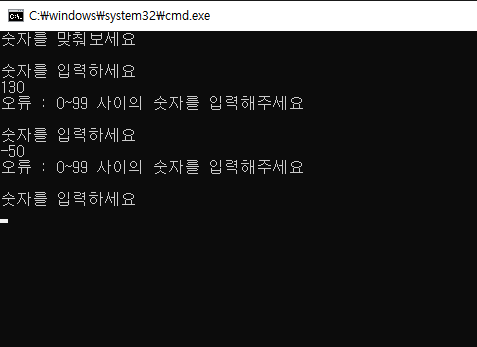 C:₩windows₩system32₩cmd.exe
숫자를 맞춰보세요
숫자를 입력하세요
130
오류 : 0~99 사이의 숫자를 입력해주세요
숫자를 입력하세요
-50
오류 : 0~99 사이의 숫자를 입력해주세요
숫자를 입력하세요